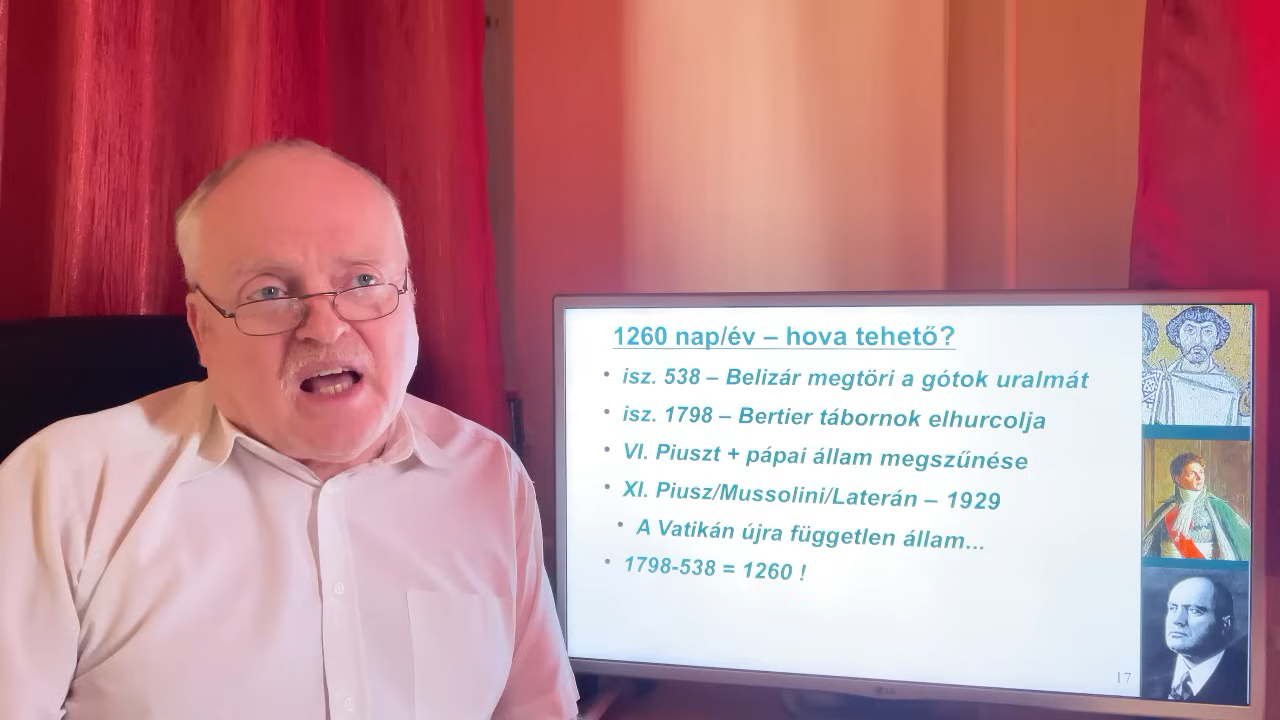 1260 nap/év – hova tehető?
• isz. 538 – Belizár megtöri a gótok uralmát
• isz. 1798 – Bertier tábornok elhurcolja
• VI. Piuszt + pápai állam megszűnése
• XI. Piusz/Mussolini/Laterán – 1929
• A Vatikán újra független állam...
• 1798-538 = 1260 !
17
LG